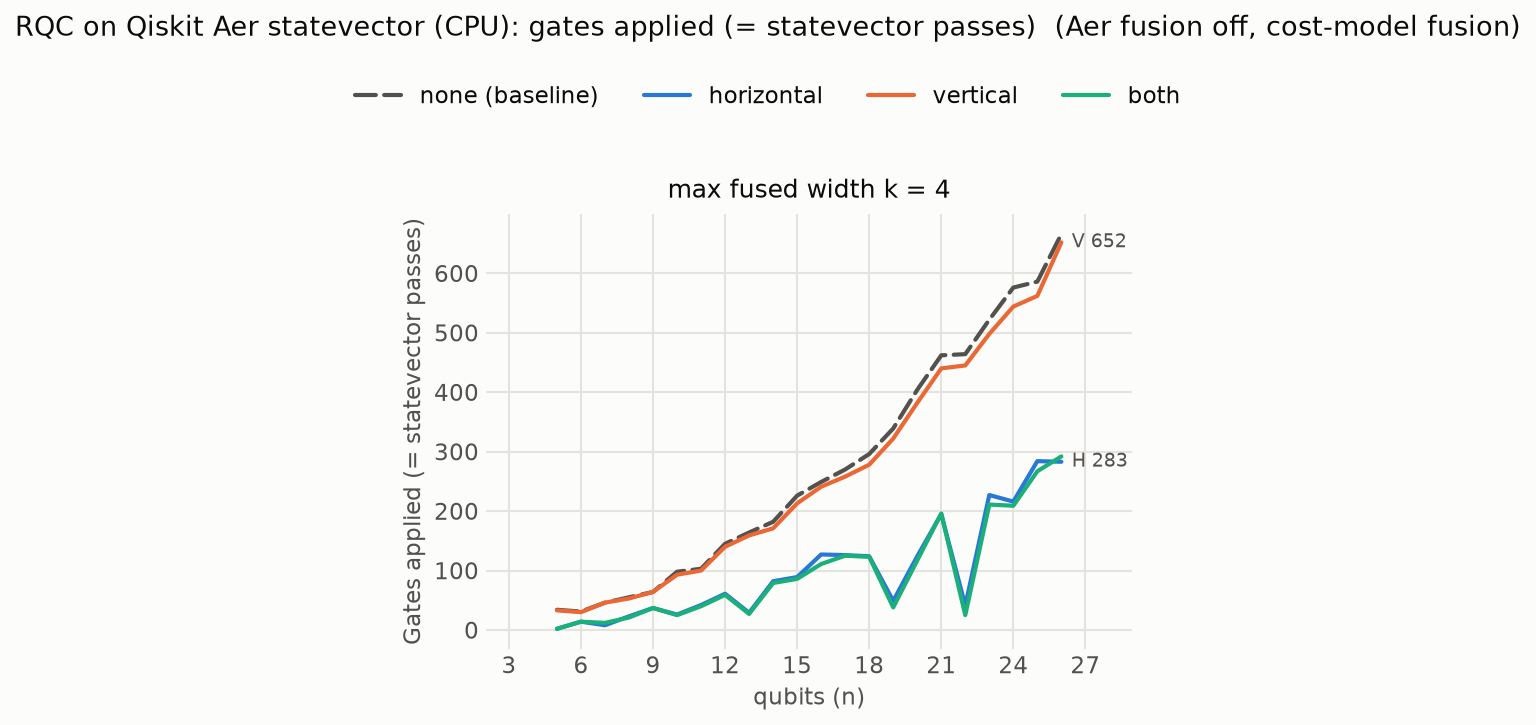 RQC on Qiskit Aer statevector (CPU): gates applied (= statevector passes)  (Aer fusion off, cost-model fusion)
none (baseline)
horizontal
vertical
both
max fused width k = 4
Gates applied (= statevector passes)
600
500
400
300
200
100
0
V 652
H 283
3
6
9
12
15
18
21
24
27
qubits (n)